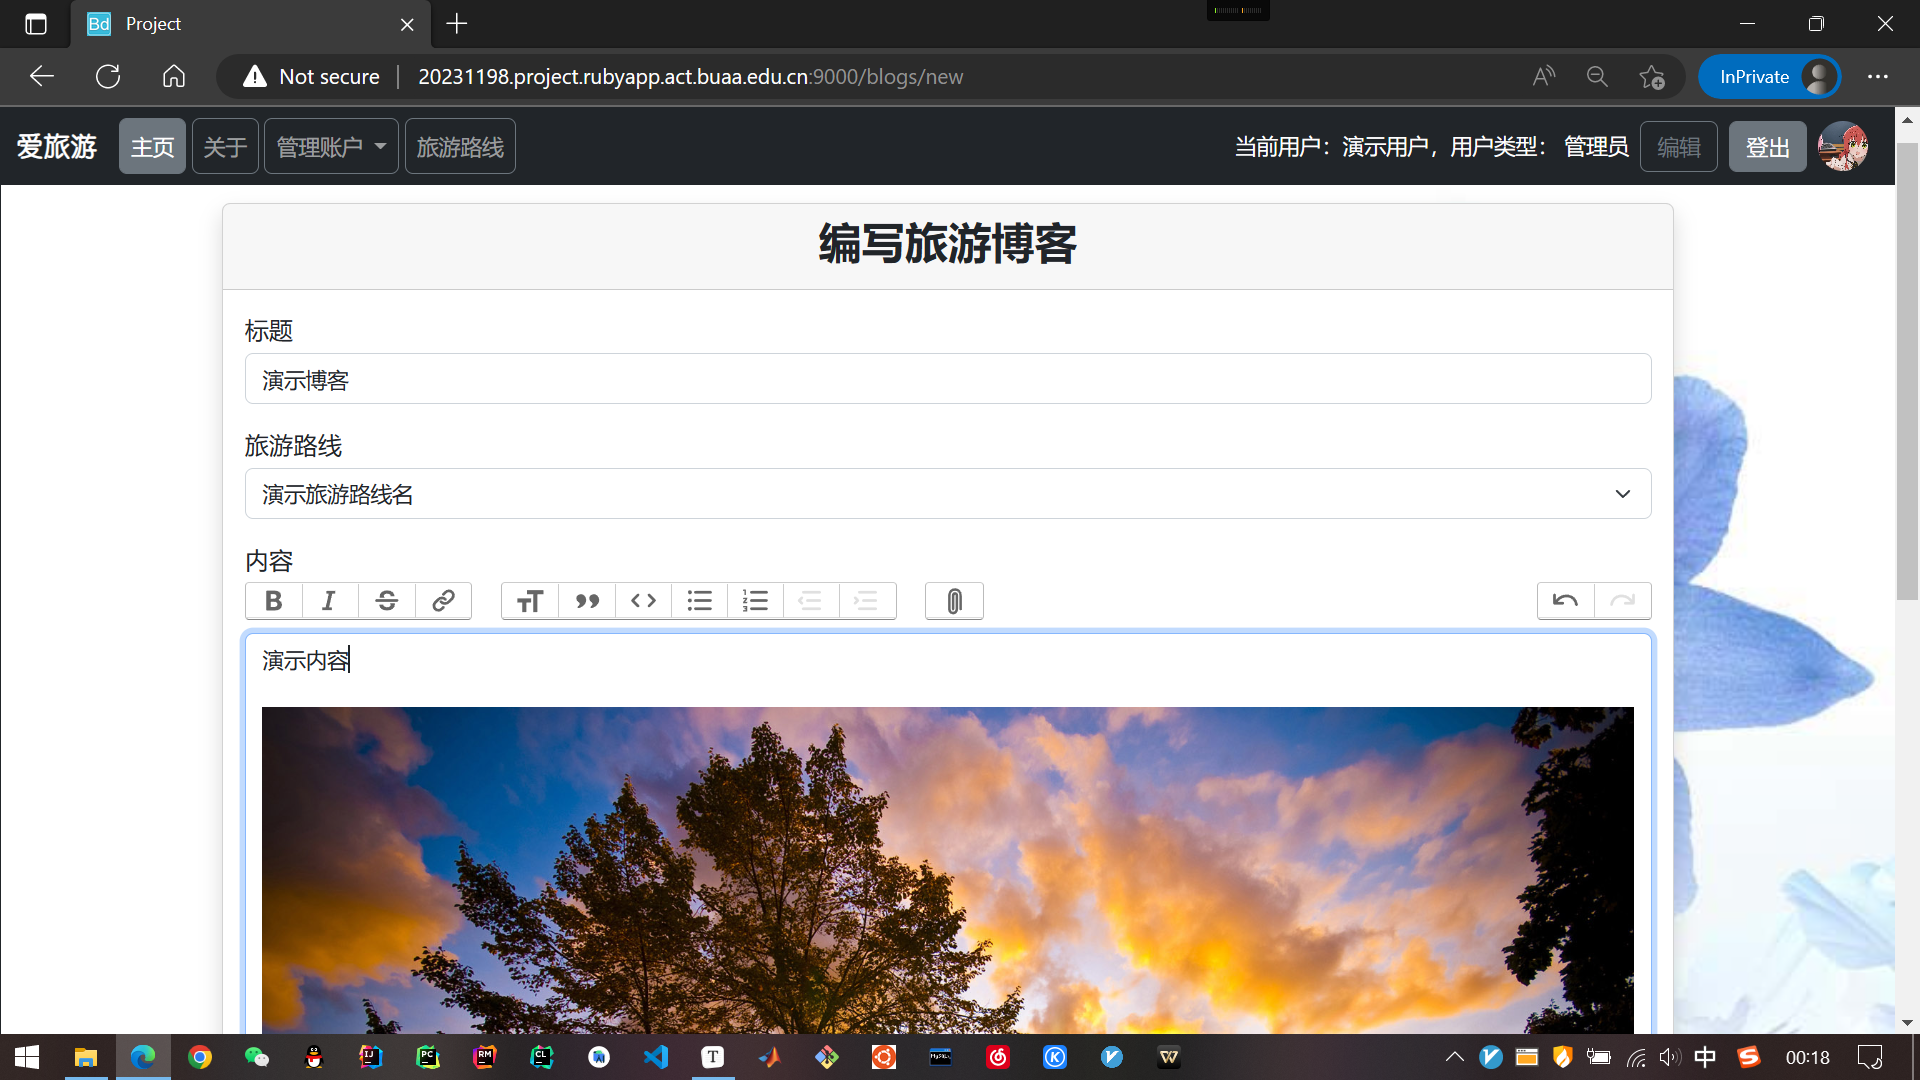 Bd Project
Not secure 20231198.project.rubyapp.act.buaa.edu.cn:9000/blogs/new InPrivate
爱旅游 主页 关于 管理账户 旅游路线 当前用户：演示用户，用户类型： 管理员 编辑 登出
编写旅游博客
标题
演示博客
旅游路线
演示旅游路线名
内容
演示内容
中 00:18